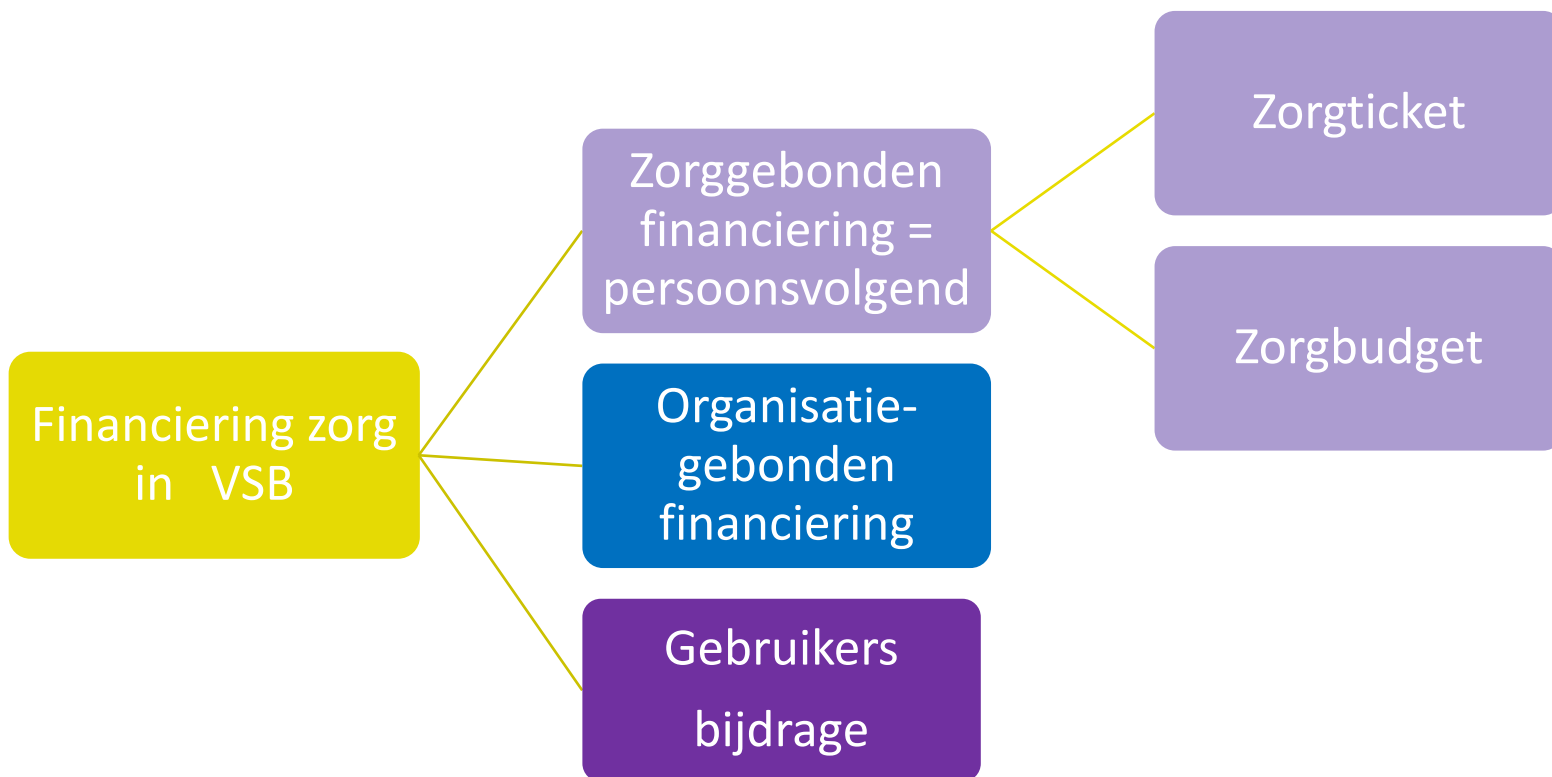 Financiering zorg
in VSB
Zorggebonden
financiering =
persoonsvolgend
Organisatie-
gebonden
financiering
Gebruikers
bijdrage
Zorgticket
Zorgbudget